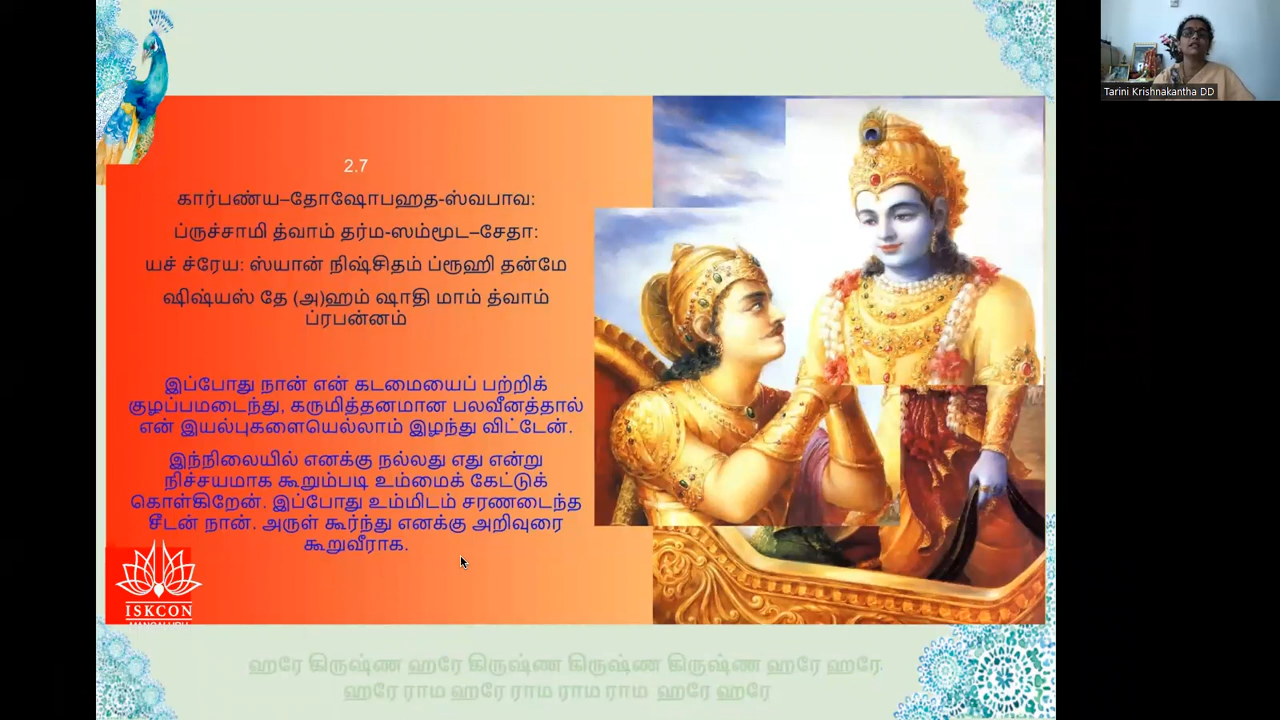 Tarini Krishnakantha DD
2.7
கார்பண்ய–தோஷோபஹத-ஸ்வபாவ:
ப்ருச்சாமி த்வாம் தர்ம-ஸம்மூட–சேதா:
யச் ச்ரேய: ஸ்யான் நிஷ்சிதம் ப்ரூஹி தன்மே
ஷிஷ்யஸ் தே (அ)ஹம் ஷாதி மாம் த்வாம்
ப்ரபன்னம்
இப்போது நான் என் கடமையைப் பற்றிக்
குழப்பமடைந்து, கருமித்தனமான பலவீனத்தால்
என் இயல்புகளையெல்லாம் இழந்து விட்டேன்.
இந்நிலையில் எனக்கு நல்லது எது என்று
நிச்சயமாக கூறும்படி உம்மைக் கேட்டுக்
கொள்கிறேன். இப்போது உம்மிடம் சரணடைந்த
சீடன் நான். அருள் கூர்ந்து எனக்கு அறிவுரை
கூறுவீராக.
ISKCON
MANGALURU
ஹரே கிருஷ்ண ஹரே கிருஷ்ண கிருஷ்ண கிருஷ்ண ஹரே ஹரே
ஹரே ராம ஹரே ராம ராம ராம ஹரே ஹரே